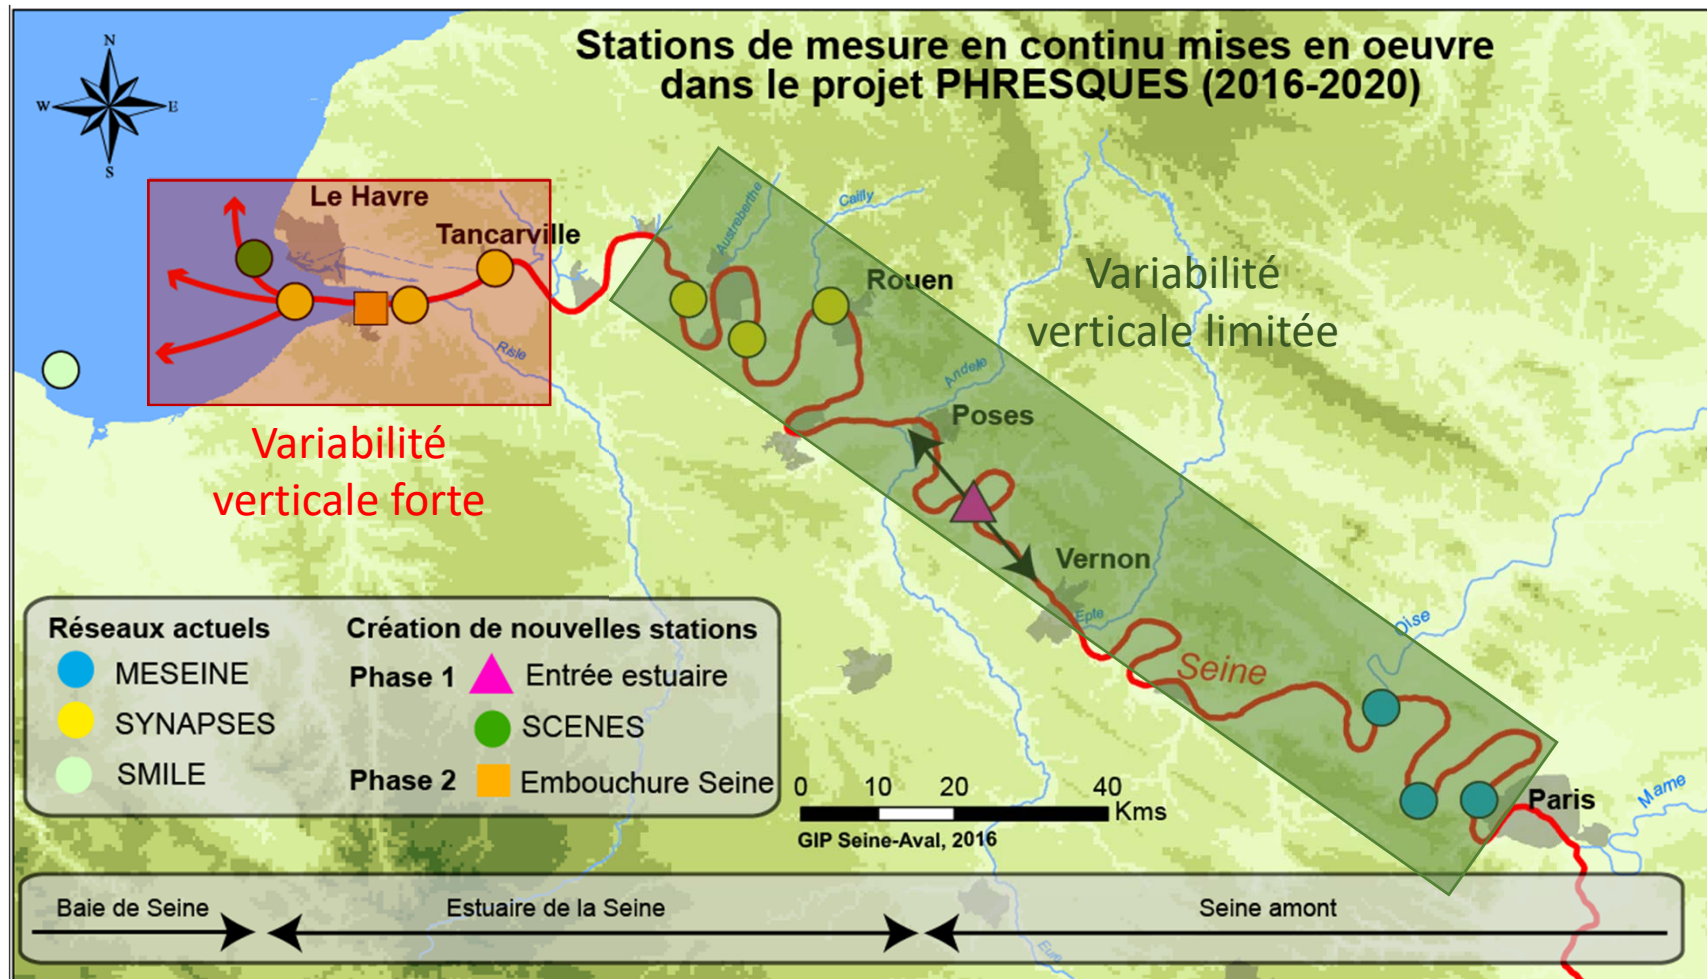 Stations de mesure en continu mises en oeuvre
dans le projet PHRESQUES (2016-2020)
N
W
E
S
Le Havre
Tancarville
Austreberthe
Cailly
Rouen
Variabilité
verticale limitée
Risle
Andelle
Poses
Variabilité
verticale forte
Vernon
Epte
Oise
Seine
Réseaux actuels
MESEINE
SYNAPSES
SMILE
Création de nouvelles stations
Phase 1
Entrée estuaire
SCENES
Phase 2
Embouchure Seine
0 10 20 40
Kms
GIP Seine-Aval, 2016
Paris
Marne
Baie de Seine
Estuaire de la Seine
Seine amont
Eure